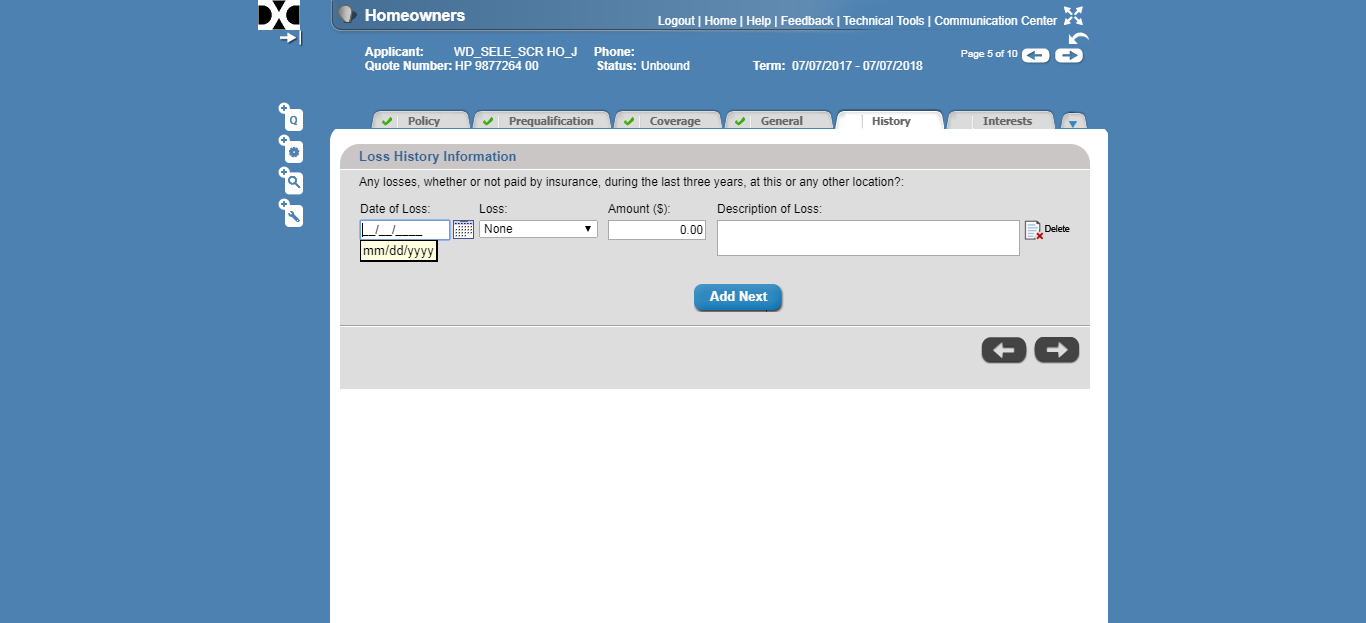 DXC
Homeowners
Logout | Home | Help | Feedback | Technical Tools | Communication Center
Applicant: WD_SELE_SCR HO_J Phone:
Quote Number: HP 9877264 00 Status: Unbound Term: 07/07/2017 - 07/07/2018
Page 5 of 10
Q
Policy Prequalification Coverage General History Interests
Loss History Information
Any losses, whether or not paid by insurance, during the last three years, at this or any other location?:
Date of Loss: Loss: Amount ($): Description of Loss:
__/__/____ None 0.00 Delete
mm/dd/yyyy
Add Next